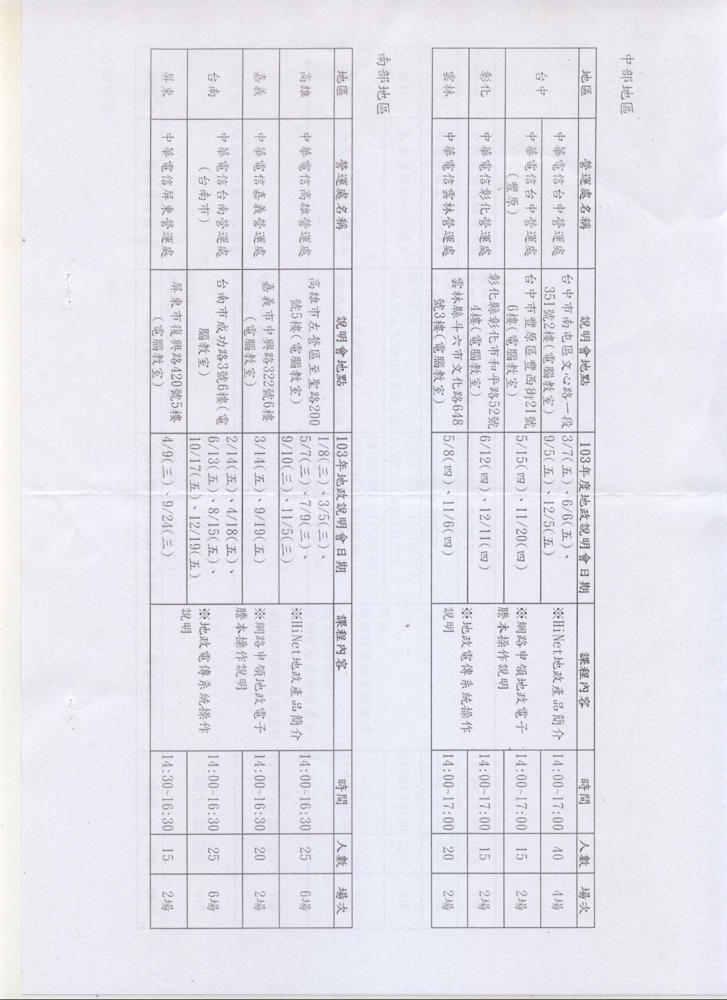 中部地區
地區 營運處名稱 說明會地點 103年度地政說明會日期 課程內容 時間 人數 場次
台中
中華電信台中營運處
台中市南屯區文心路一段
351號2樓(電腦教室)
3/7(五)、6/6(五)、
9/5(五)、12/5(五)
14:00~17:00 40 4場
中華電信台中營運處
(豐原)
台中市豐原區豐西街21號
6樓(電腦教室)
5/15(四)、11/20(四)
14:00~17:00 15 2場
彰化 中華電信彰化營運處
彰化縣彰化市和平路52號
4樓(電腦教室)
6/12(四)、12/11(四)
14:00~17:00 15 2場
雲林 中華電信雲林營運處
雲林縣斗六市文化路648
號3樓(電腦教室)
5/8(四)、11/6(四)
14:00~17:00 20 2場
※HiNet地政產品簡介
※網路申領地政電子
謄本操作說明
※地政電傳系統操作
說明
南部地區
地區 營運處名稱 說明會地點 103年地政說明會日期 課程內容 時間 人數 場次
高雄 中華電信高雄營運處
高雄市左營區至聖路200
號5樓(電腦教室)
1/8(三)、3/5(三)、
5/7(三)、7/9(三)、
9/10(三)、11/5(三)
14:00~16:30 25 6場
嘉義 中華電信嘉義營運處
嘉義市中興路322號6樓
(電腦教室)
3/14(五)、9/19(五)
14:00~16:30 20 2場
台南 中華電信台南營運處
(台南市)
台南市成功路3號6樓(電
腦教室)
2/14(五)、4/18(五)、
6/13(五)、8/15(五)、
10/17(五)、12/19(五)
14:00~16:30 25 6場
屏東 中華電信屏東營運處
屏東市復興路420號5樓
(電腦教室)
4/9(三)、9/24(三)
14:30~16:30 15 2場
※HiNet地政產品簡介
※網路申領地政電子
謄本操作說明
※地政電傳系統操作
說明